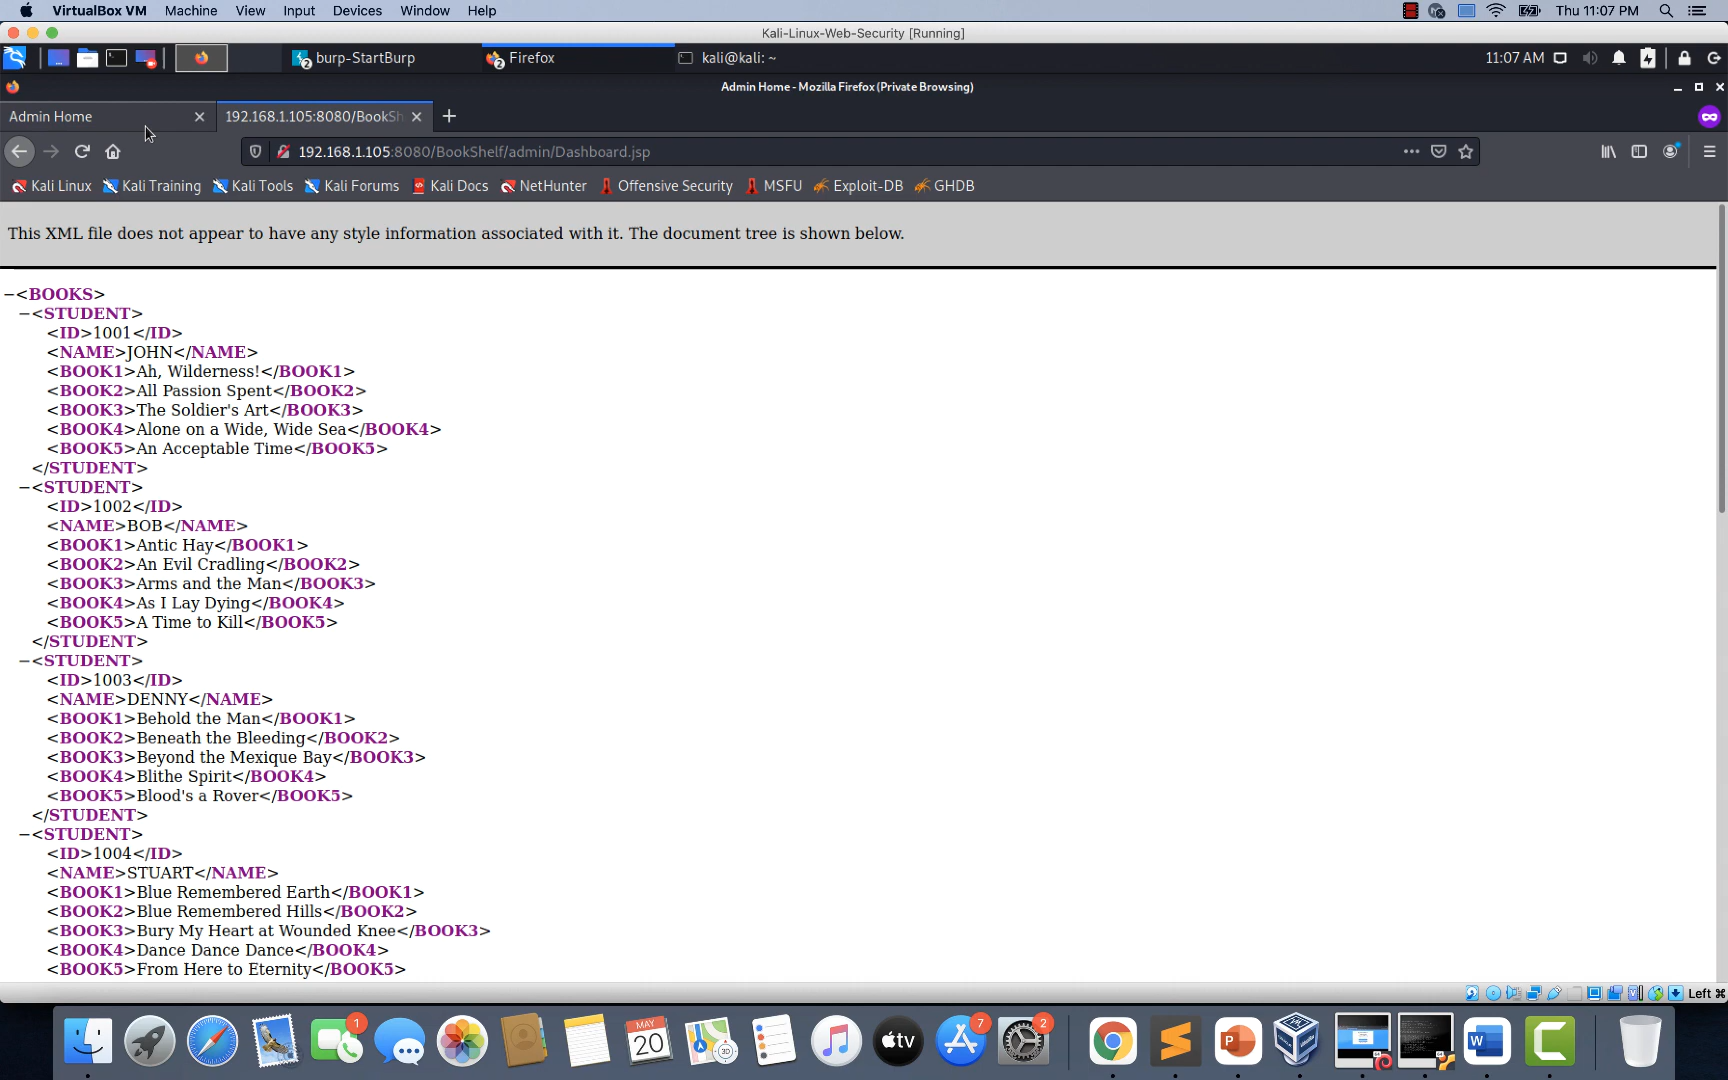 VirtualBox VM Machine View Input Devices Window Help Thu 11:07 PM
Kali-Linux-Web-Security [Running]
burp-StartBurp Firefox kali@kali: ~ 11:07 AM
Admin Home - Mozilla Firefox (Private Browsing)
Admin Home 192.168.1.105:8080/BookSh
192.168.1.105:8080/BookShelf/admin/Dashboard.jsp
Kali Linux Kali Training Kali Tools Kali Forums Kali Docs NetHunter Offensive Security MSFU Exploit-DB GHDB
This XML file does not appear to have any style information associated with it. The document tree is shown below.
−<BOOKS>
−<STUDENT>
<ID>1001</ID>
<NAME>JOHN</NAME>
<BOOK1>Ah, Wilderness!</BOOK1>
<BOOK2>All Passion Spent</BOOK2>
<BOOK3>The Soldier's Art</BOOK3>
<BOOK4>Alone on a Wide, Wide Sea</BOOK4>
<BOOK5>An Acceptable Time</BOOK5>
</STUDENT>
−<STUDENT>
<ID>1002</ID>
<NAME>BOB</NAME>
<BOOK1>Antic Hay</BOOK1>
<BOOK2>An Evil Cradling</BOOK2>
<BOOK3>Arms and the Man</BOOK3>
<BOOK4>As I Lay Dying</BOOK4>
<BOOK5>A Time to Kill</BOOK5>
</STUDENT>
−<STUDENT>
<ID>1003</ID>
<NAME>DENNY</NAME>
<BOOK1>Behold the Man</BOOK1>
<BOOK2>Beneath the Bleeding</BOOK2>
<BOOK3>Beyond the Mexique Bay</BOOK3>
<BOOK4>Blithe Spirit</BOOK4>
<BOOK5>Blood's a Rover</BOOK5>
</STUDENT>
−<STUDENT>
<ID>1004</ID>
<NAME>STUART</NAME>
<BOOK1>Blue Remembered Earth</BOOK1>
<BOOK2>Blue Remembered Hills</BOOK2>
<BOOK3>Bury My Heart at Wounded Knee</BOOK3>
<BOOK4>Dance Dance Dance</BOOK4>
<BOOK5>From Here to Eternity</BOOK5>
Left ⌘
1 MAY 20 tv 7 2 P W